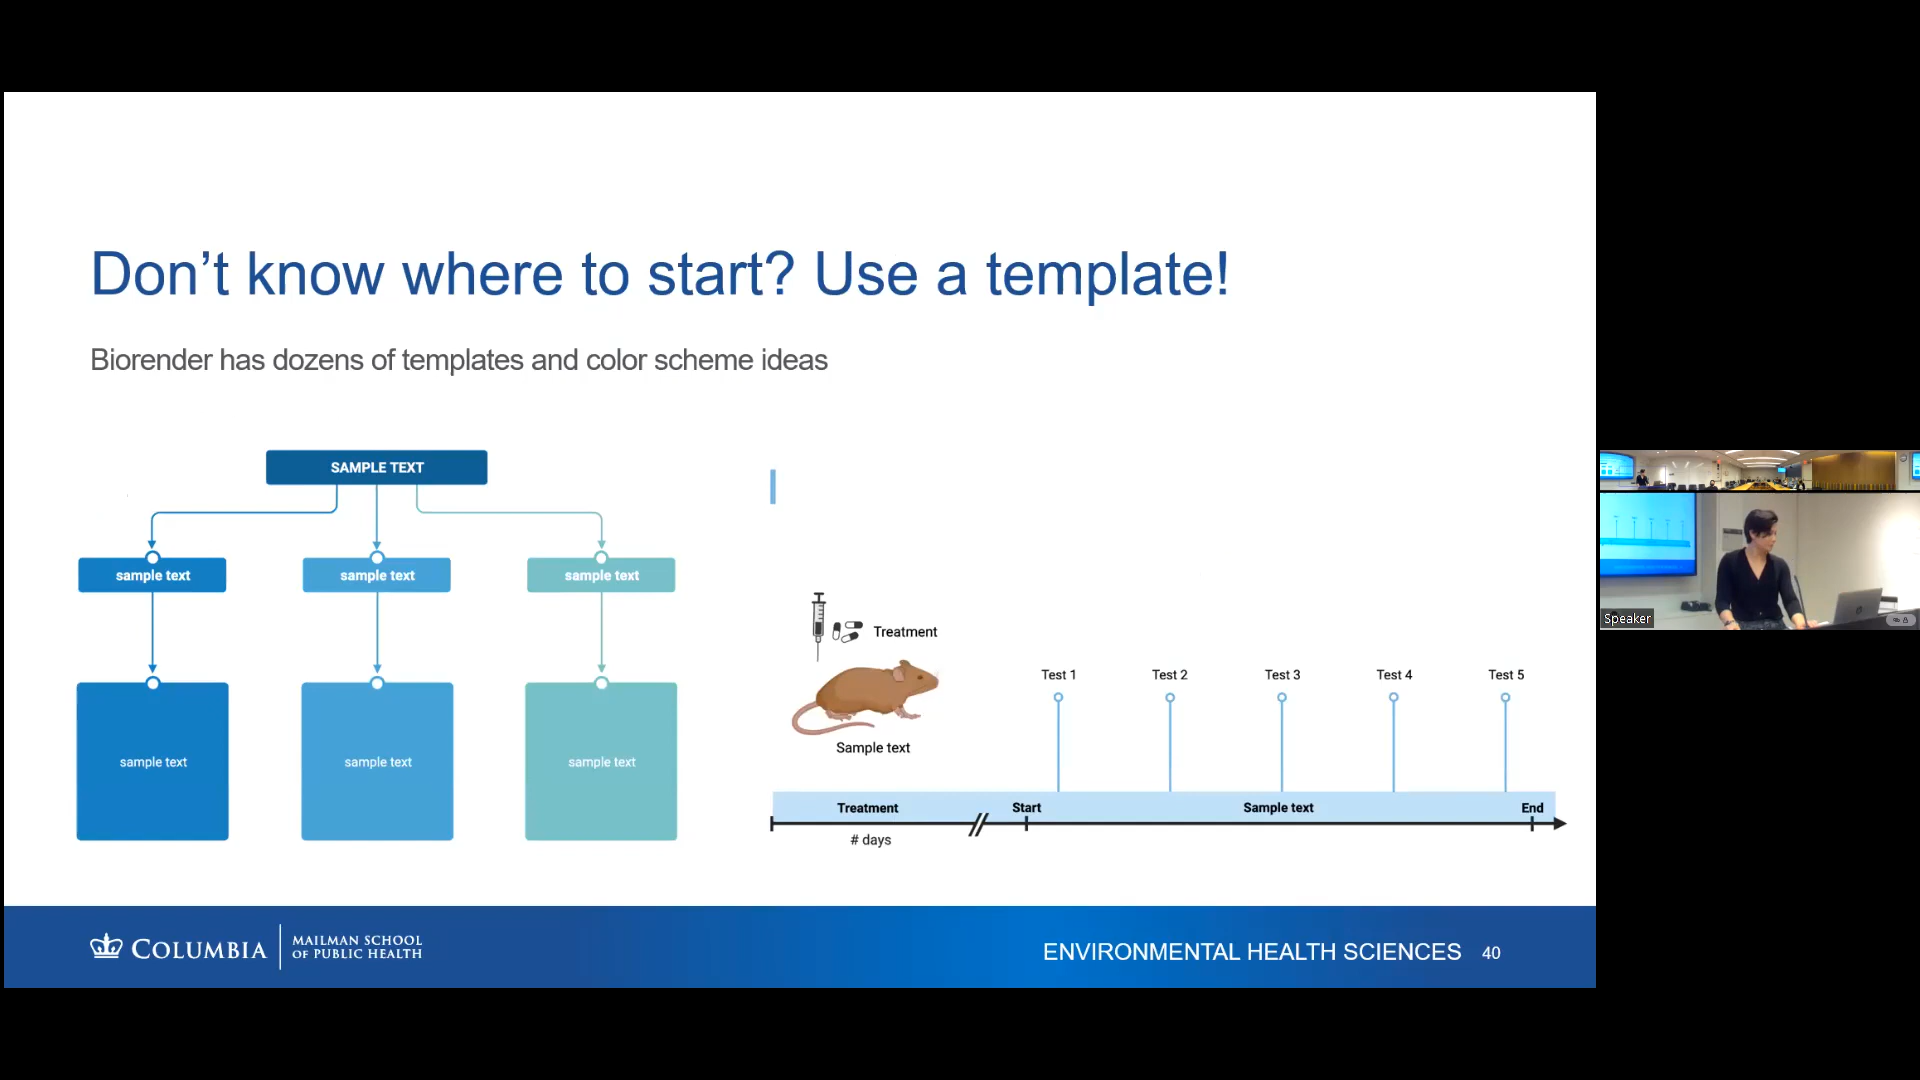 Don’t know where to start? Use a template!
Biorender has dozens of templates and color scheme ideas
SAMPLE TEXT
sample text
sample text
sample text
sample text
sample text
sample text
Treatment
Sample text
Test 1
Test 2
Test 3
Test 4
Test 5
Treatment
Start
Sample text
End
# days
COLUMBIA
MAILMAN SCHOOL
OF PUBLIC HEALTH
ENVIRONMENTAL HEALTH SCIENCES 40
Speaker